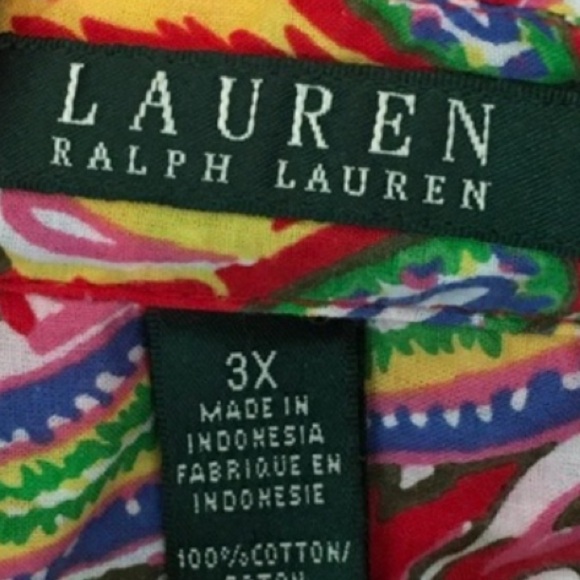 LAUREN
RALPH LAUREN
3X
MADE IN
INDONESIA
FABRIQUE EN
INDONESIE
100%COTTON/